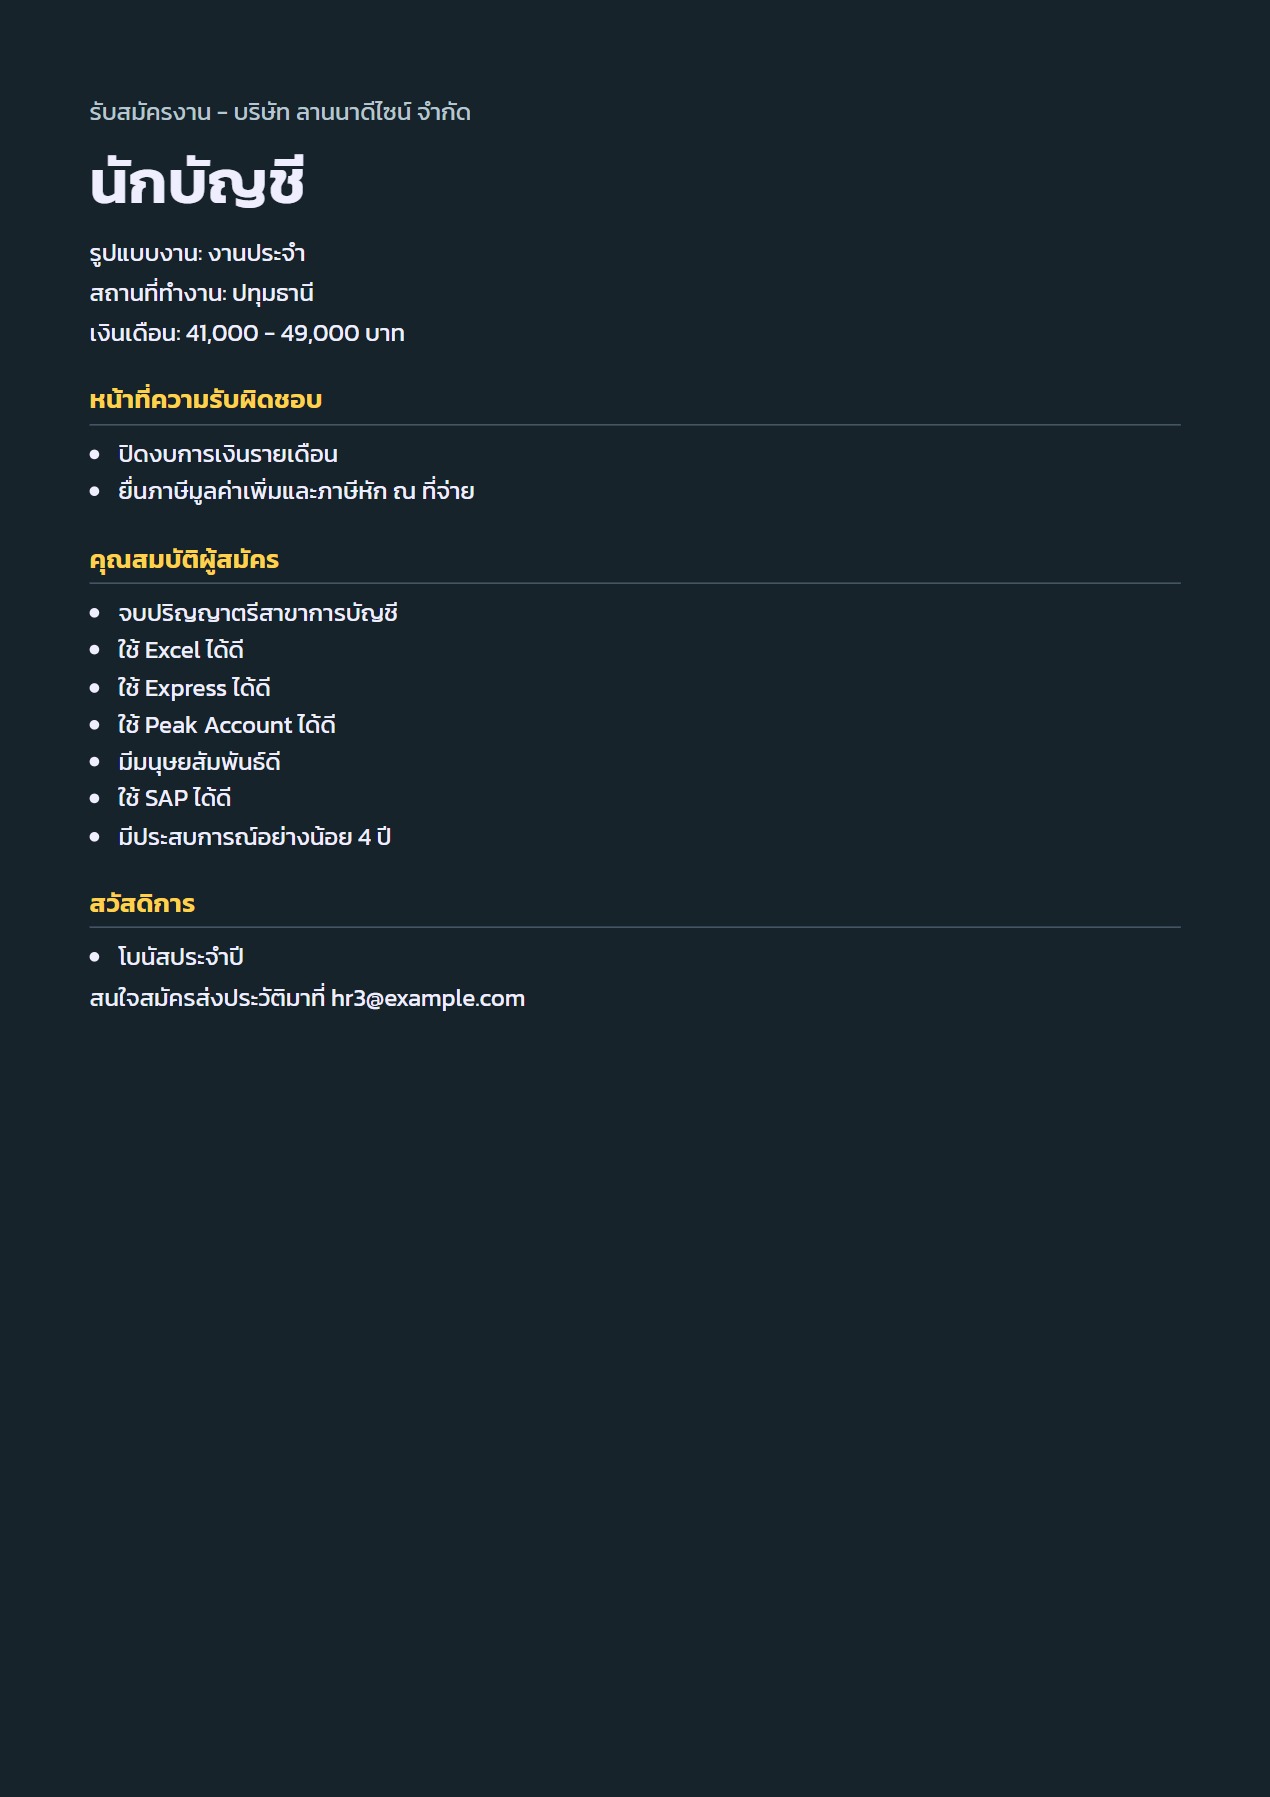 รับสมัครงาน - บริษัท ลานนาดีไซน์ จำกัด
นักบัญชี
รูปแบบงาน: งานประจำ
สถานที่ทำงาน: ปทุมธานี
เงินเดือน: 41,000 - 49,000 บาท
หน้าที่ความรับผิดชอบ
• ปิดงบการเงินรายเดือน
• ยื่นภาษีมูลค่าเพิ่มและภาษีหัก ณ ที่จ่าย
คุณสมบัติผู้สมัคร
• จบปริญญาตรีสาขาการบัญชี
• ใช้ Excel ได้ดี
• ใช้ Express ได้ดี
• ใช้ Peak Account ได้ดี
• มีมนุษยสัมพันธ์ดี
• ใช้ SAP ได้ดี
• มีประสบการณ์อย่างน้อย 4 ปี
สวัสดิการ
• โบนัสประจำปี
สนใจสมัครส่งประวัติมาที่ hr3@example.com